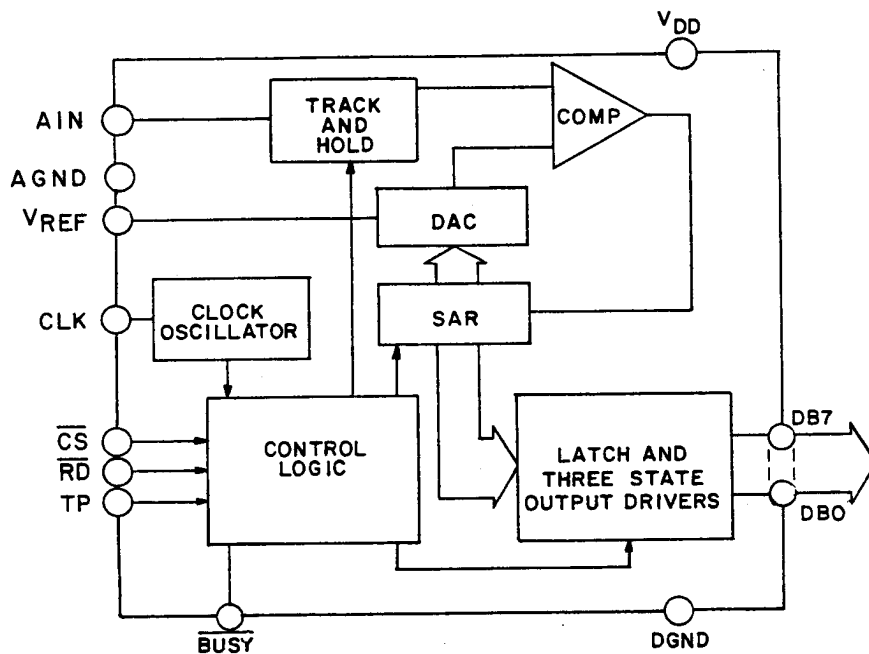 VDD
AIN
TRACK
AND
HOLD
COMP
AGND
VREF
DAC
CLK
CLOCK
OSCILLATOR
SAR
CS
RD
TP
CONTROL
LOGIC
LATCH AND
THREE STATE
OUTPUT DRIVERS
DB7
DB0
BUSY
DGND